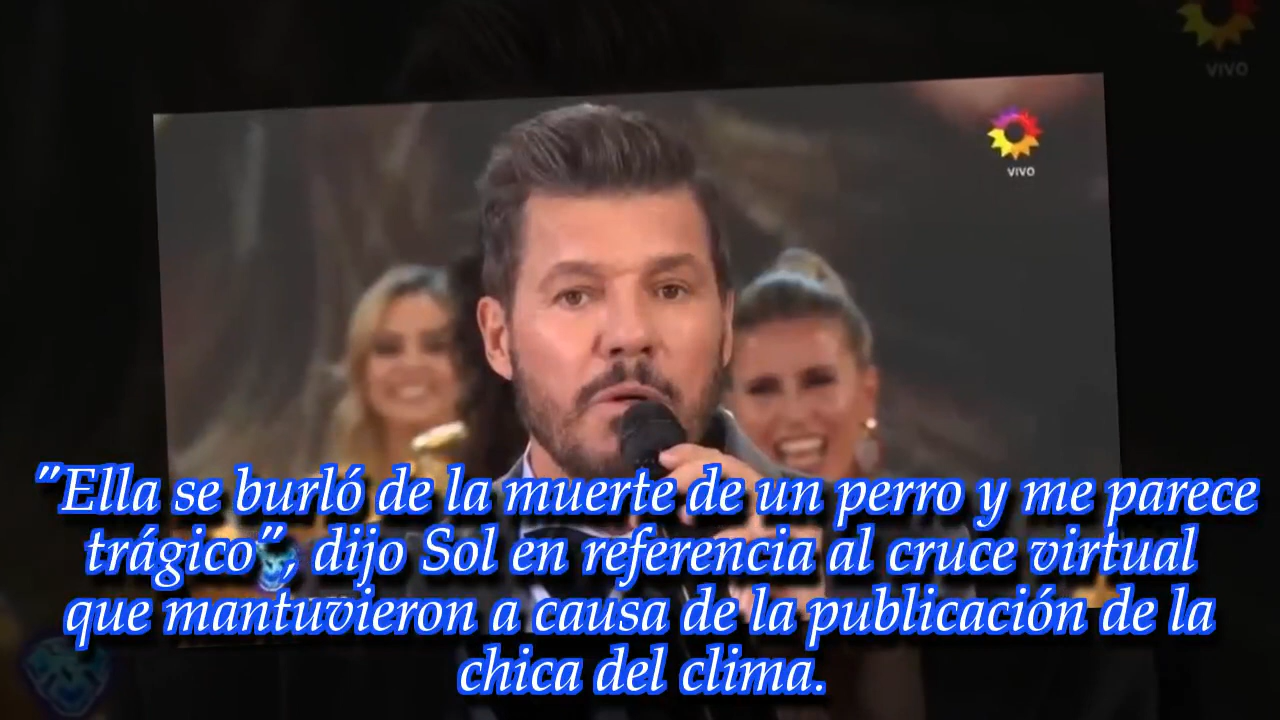 VIVO
VIVO
"Ella se burló de la muerte de un perro y me parece
trágico", dijo Sol en referencia al cruce virtual
que mantuvieron a causa de la publicación de la
chica del clima.